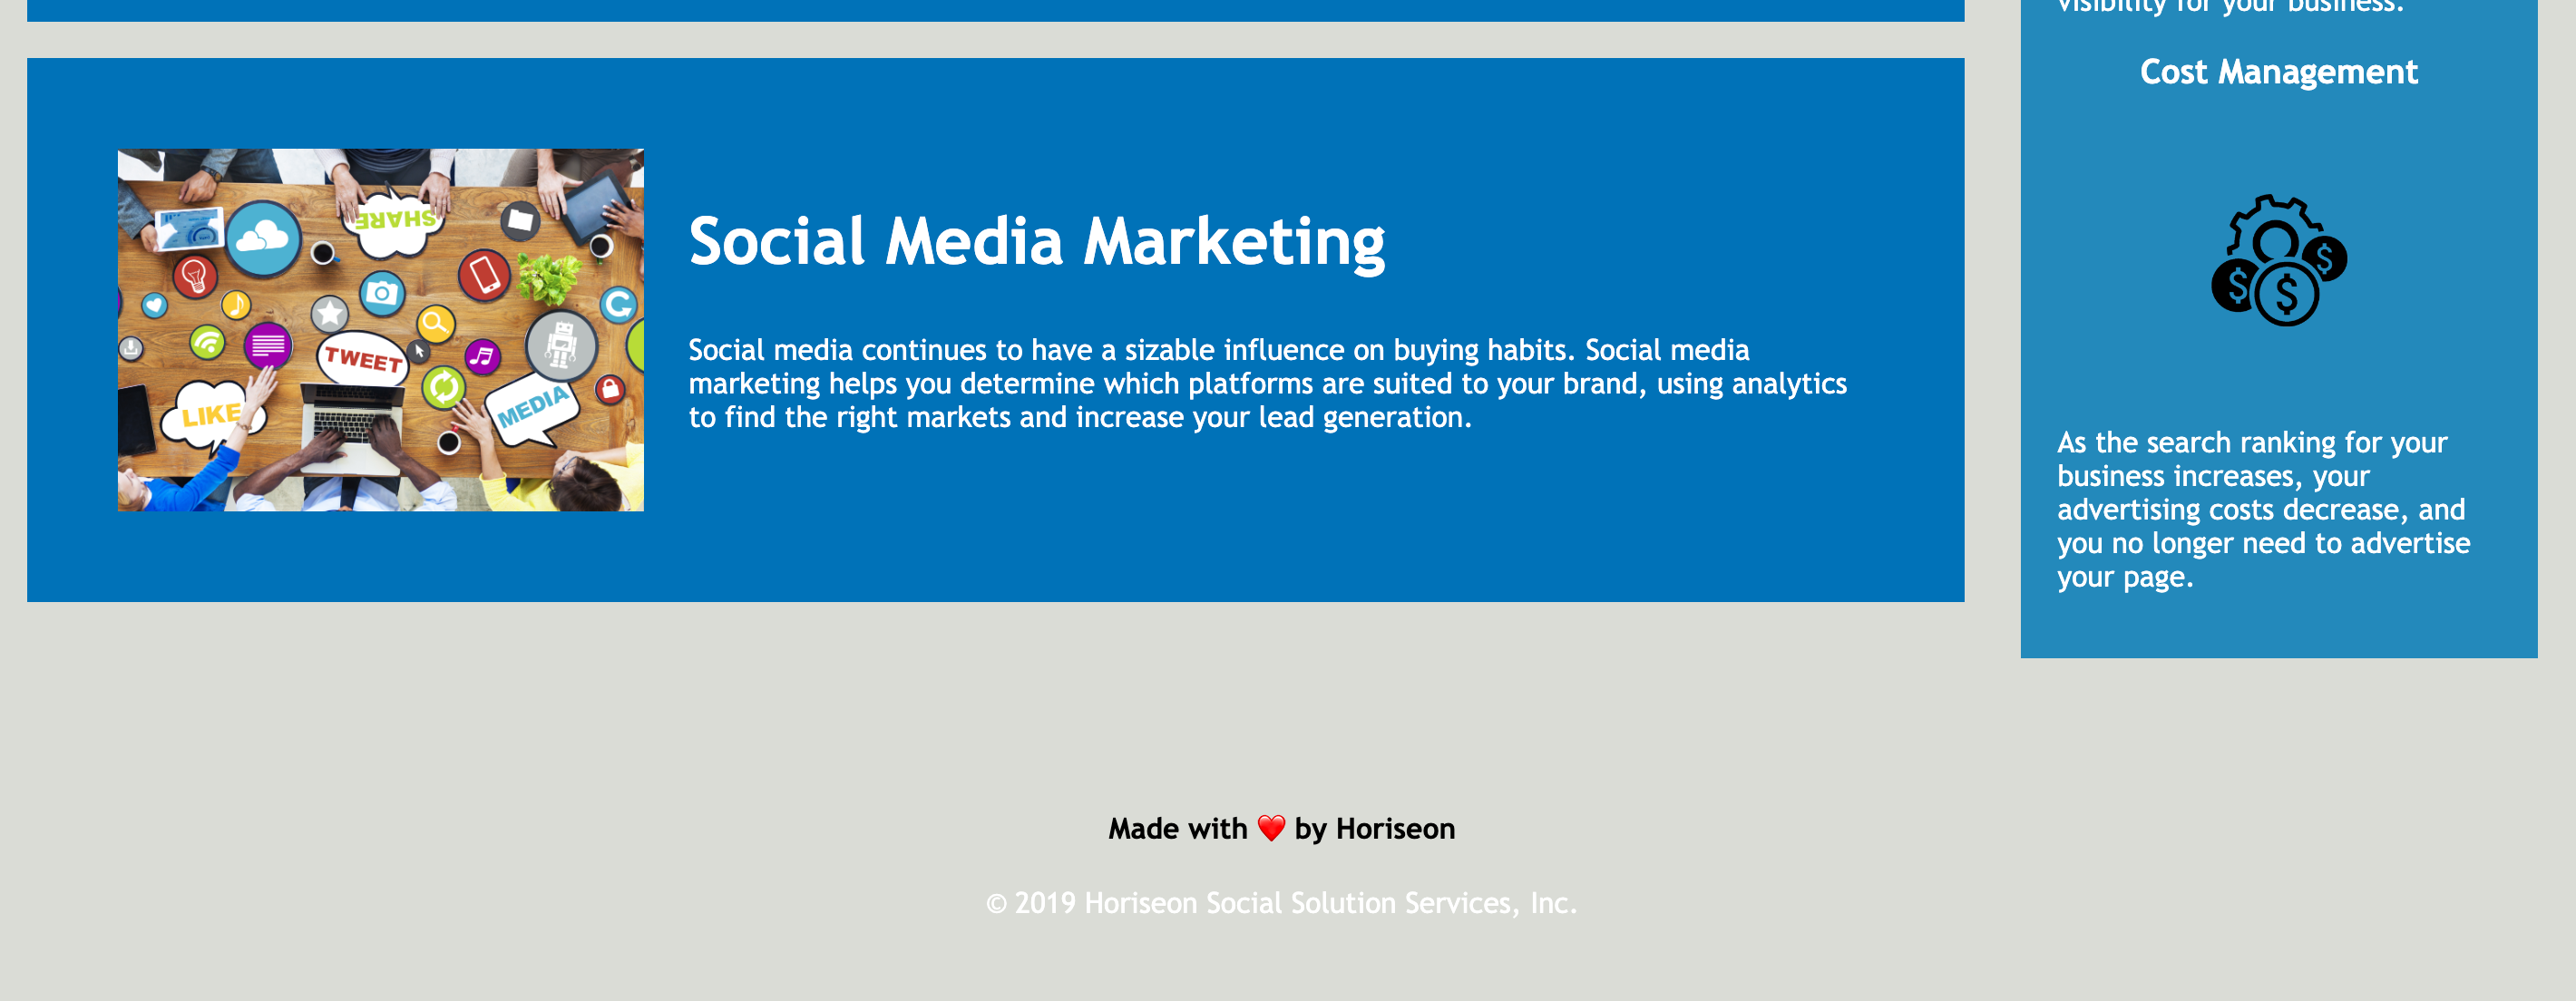 visibility for your business.
Cost Management
SHARE
TWEET
LIKE
MEDIA
Social Media Marketing
Social media continues to have a sizable influence on buying habits. Social media
marketing helps you determine which platforms are suited to your brand, using analytics
to find the right markets and increase your lead generation.
$
$
$
As the search ranking for your
business increases, your
advertising costs decrease, and
you no longer need to advertise
your page.
Made with ❤️ by Horiseon
© 2019 Horiseon Social Solution Services, Inc.